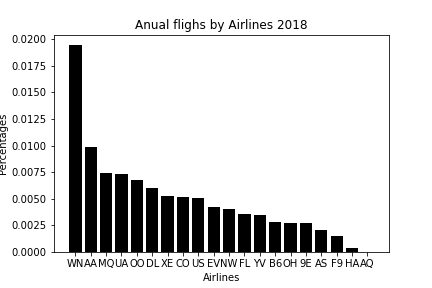 Anual flighs by Airlines 2018
0.0200
0.0175
0.0150
0.0125
0.0100
0.0075
0.0050
0.0025
0.0000
Percentages
WN AA MQ UA OO DL XE CO US EV NW FL YV B6 OH 9E AS F9 HA AQ
Airlines